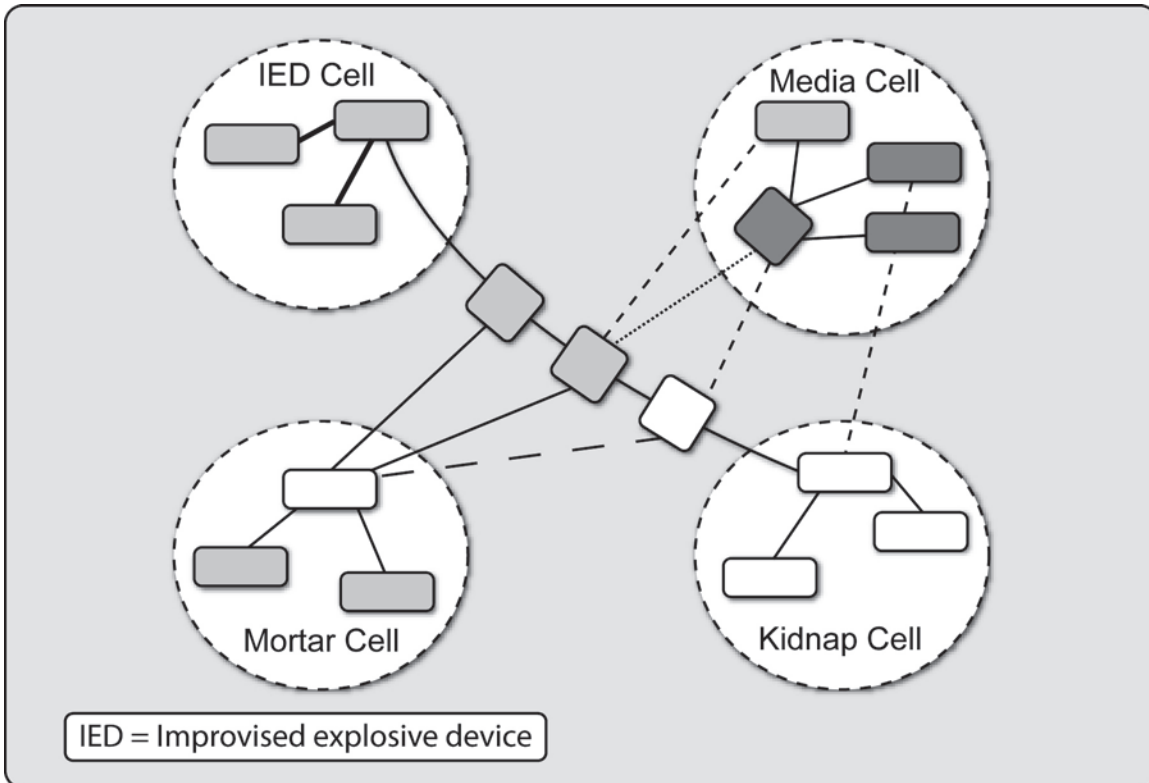 IED Cell
Media Cell
Mortar Cell
Kidnap Cell
IED = Improvised explosive device